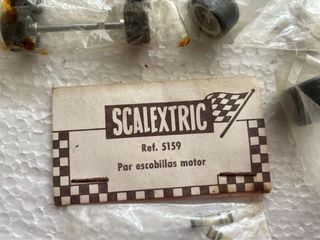 SCALEXTRIC
Ref. 5159
Par escobillas motor